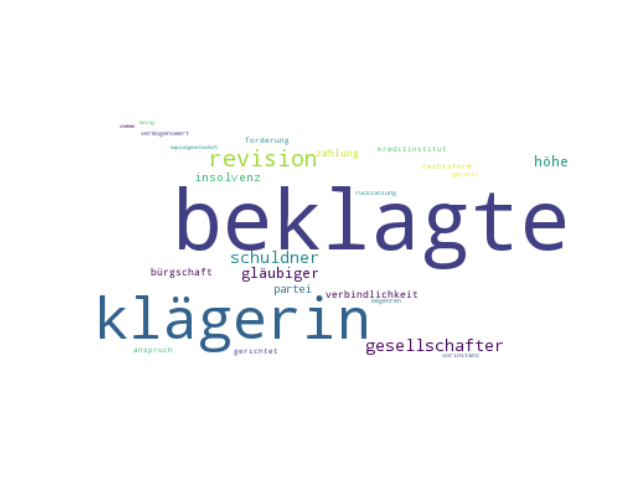 betrag
ziehen
vermögenswert
forderung
kapitalgesellschaft
kreditinstitut
zahlung
revision
höhe
rechtsform
insolvenz
rückzahlung
beklagte
schuldner
bürgschaft
gläubiger
partei
verbindlichkeit
begehren
klägerin
gesellschafter
anspruch
gerichtet
vorinstanz